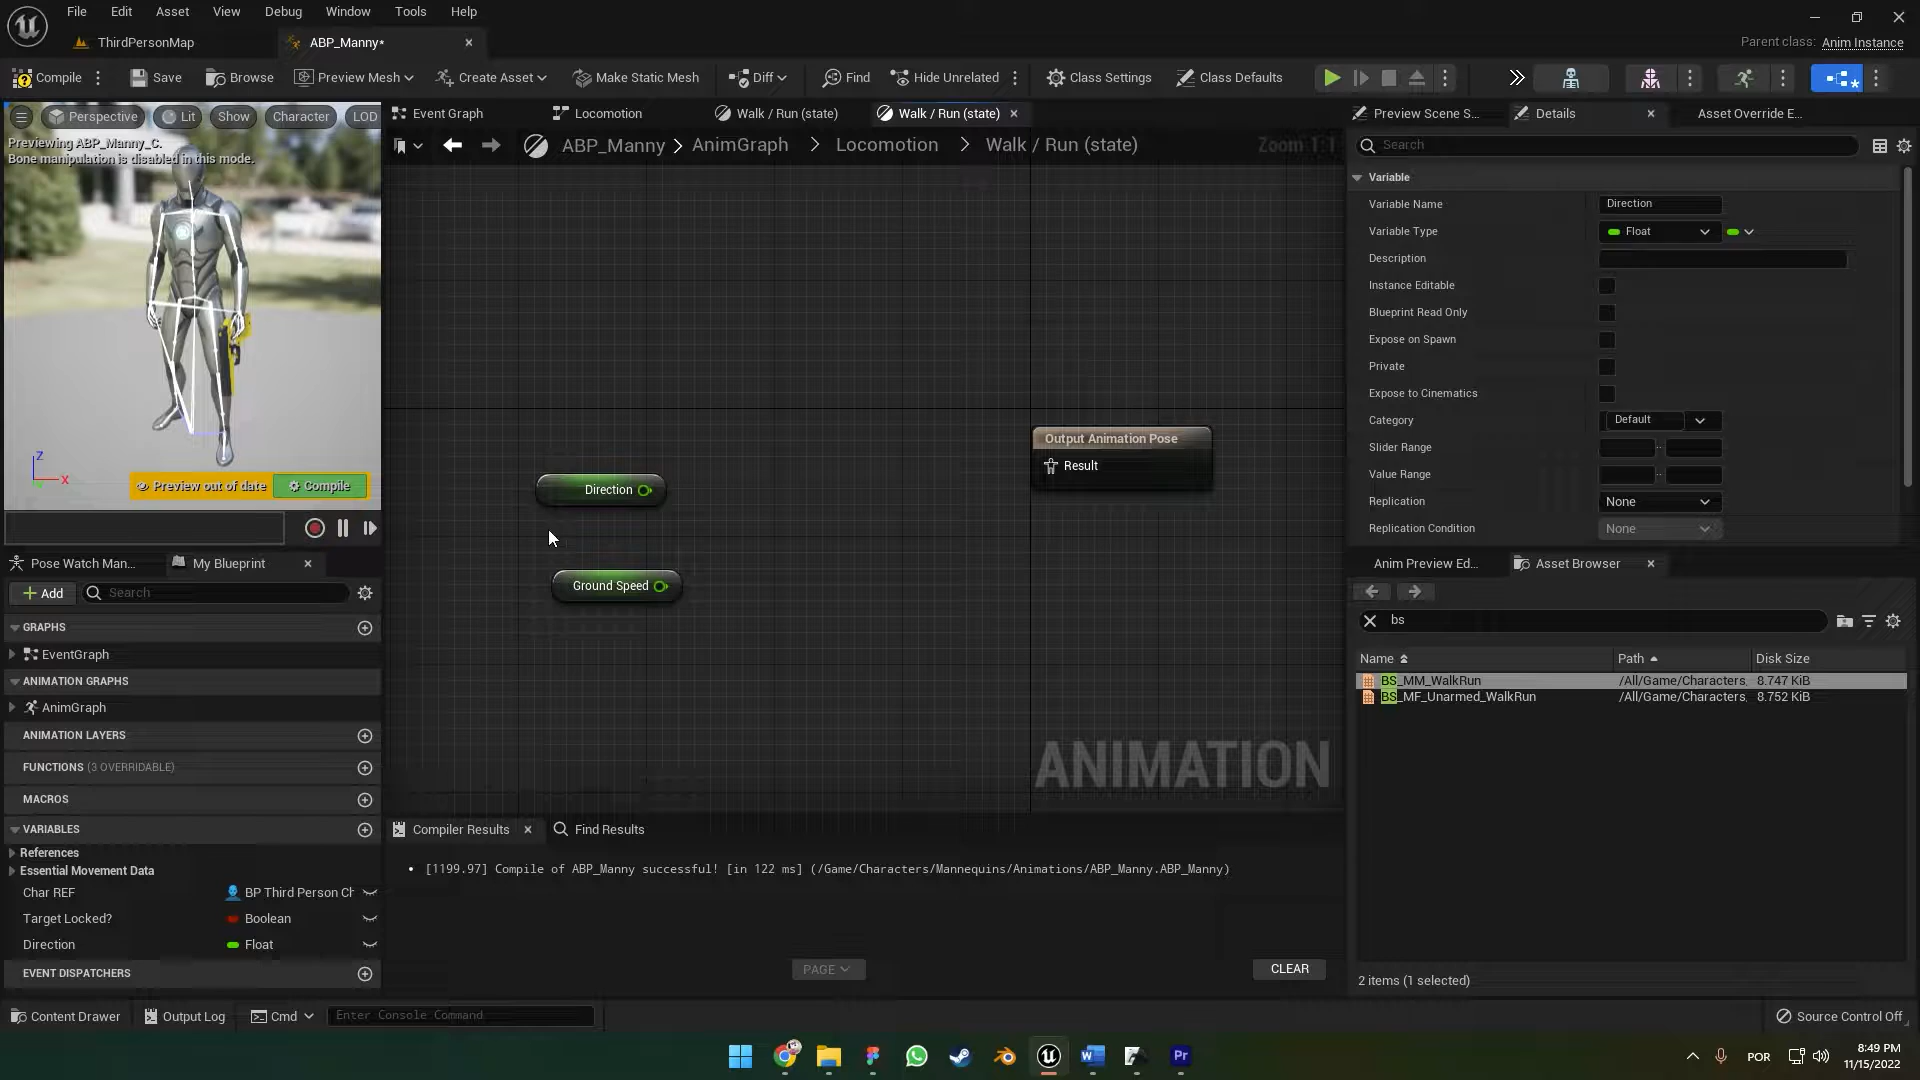 File Edit Asset View Debug Window Tools Help
ThirdPersonMap
ABP_Manny*
Parent class: Anim Instance
Compile Save Browse Preview Mesh Create Asset Make Static Mesh Diff Find Hide Unrelated Class Settings Class Defaults
Perspective Lit Show Character LOD
Previewing ABP_Manny_C.
Bone manipulation is disabled in this mode.
Z
X
Preview out of date Compile
Event Graph Locomotion Walk / Run (state) Walk / Run (state)
ABP_Manny > AnimGraph > Locomotion > Walk / Run (state)
Zoom 1:1
Direction
Ground Speed
Output Animation Pose
Result
ANIMATION
Preview Scene S... Details Asset Override E...
Search
Variable
Variable Name Direction
Variable Type Float
Description
Instance Editable
Blueprint Read Only
Expose on Spawn
Private
Expose to Cinematics
Category Default
Slider Range
Value Range
Replication None
Replication Condition None
Pose Watch Man... My Blueprint
Add Search
GRAPHS
EventGraph
ANIMATION GRAPHS
AnimGraph
ANIMATION LAYERS
FUNCTIONS (3 OVERRIDABLE)
MACROS
VARIABLES
References
Essential Movement Data
Char REF BP Third Person Ch
Target Locked? Boolean
Direction Float
EVENT DISPATCHERS
Compiler Results Find Results
[1199.97] Compile of ABP_Manny successful! [in 122 ms] (/Game/Characters/Mannequins/Animations/ABP_Manny.ABP_Manny)
PAGE
CLEAR
Anim Preview Ed... Asset Browser
bs
Name Path Disk Size
BS_MM_WalkRun /All/Game/Characters, 8.747 KiB
BS_MF_Unarmed_WalkRun /All/Game/Characters, 8.752 KiB
2 items (1 selected)
Content Drawer Output Log Cmd Enter Console Command Source Control Off
Pr
POR
8:49 PM
11/15/2022